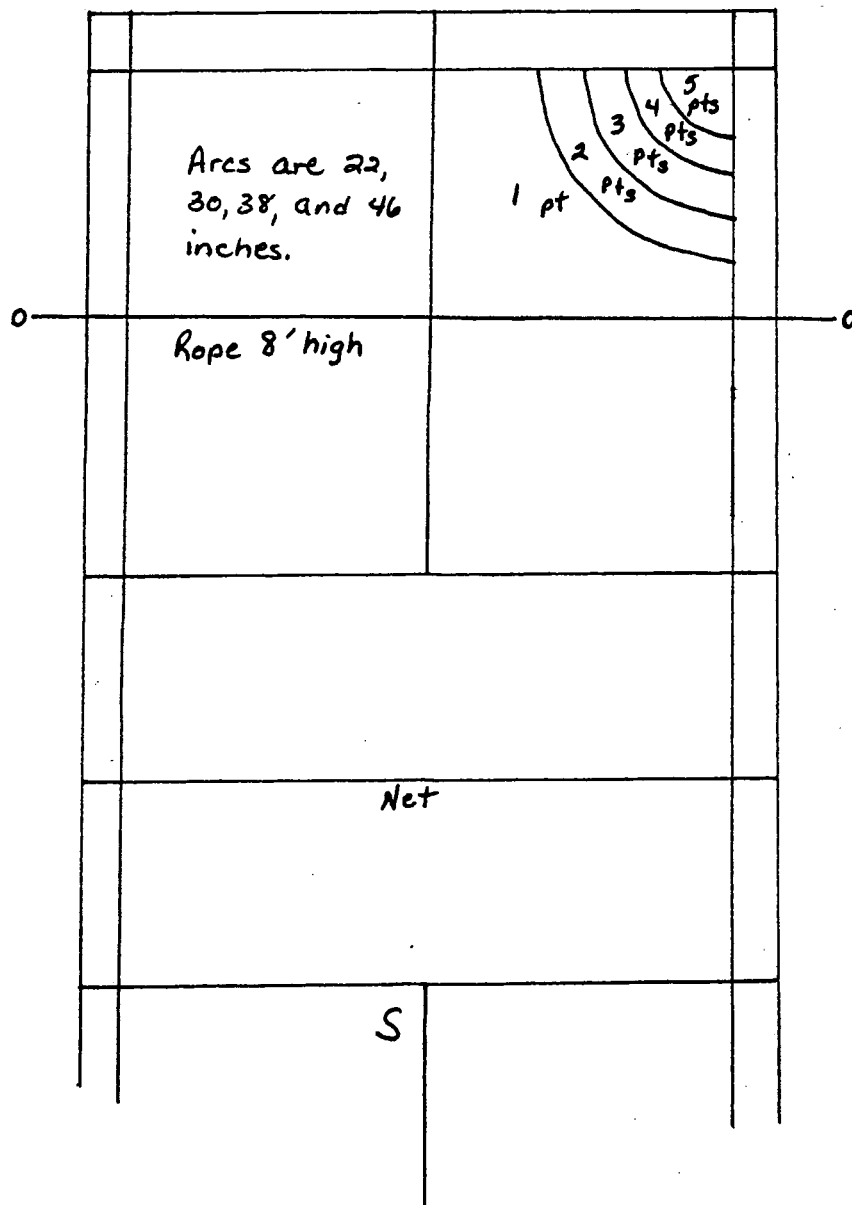 5
pts
4
pts
3
pts
2
pts
1 pt
Arcs are 22,
30, 38, and 46
inches.
O O
Rope 8' high
Net
S